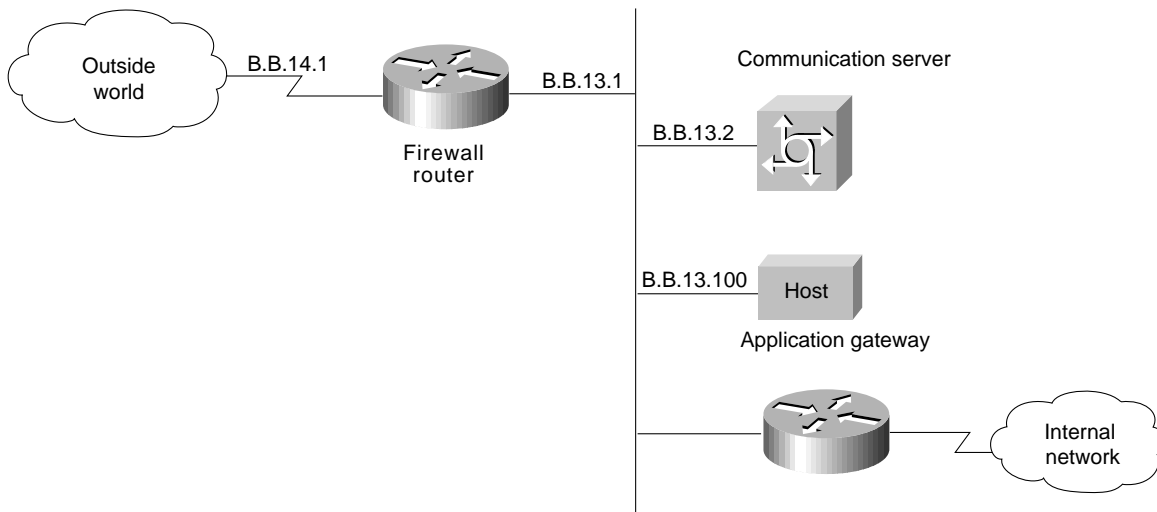 Outside
world
B.B.14.1
Firewall
router
B.B.13.1
Communication server
B.B.13.2
B.B.13.100
Host
Application gateway
Internal
network